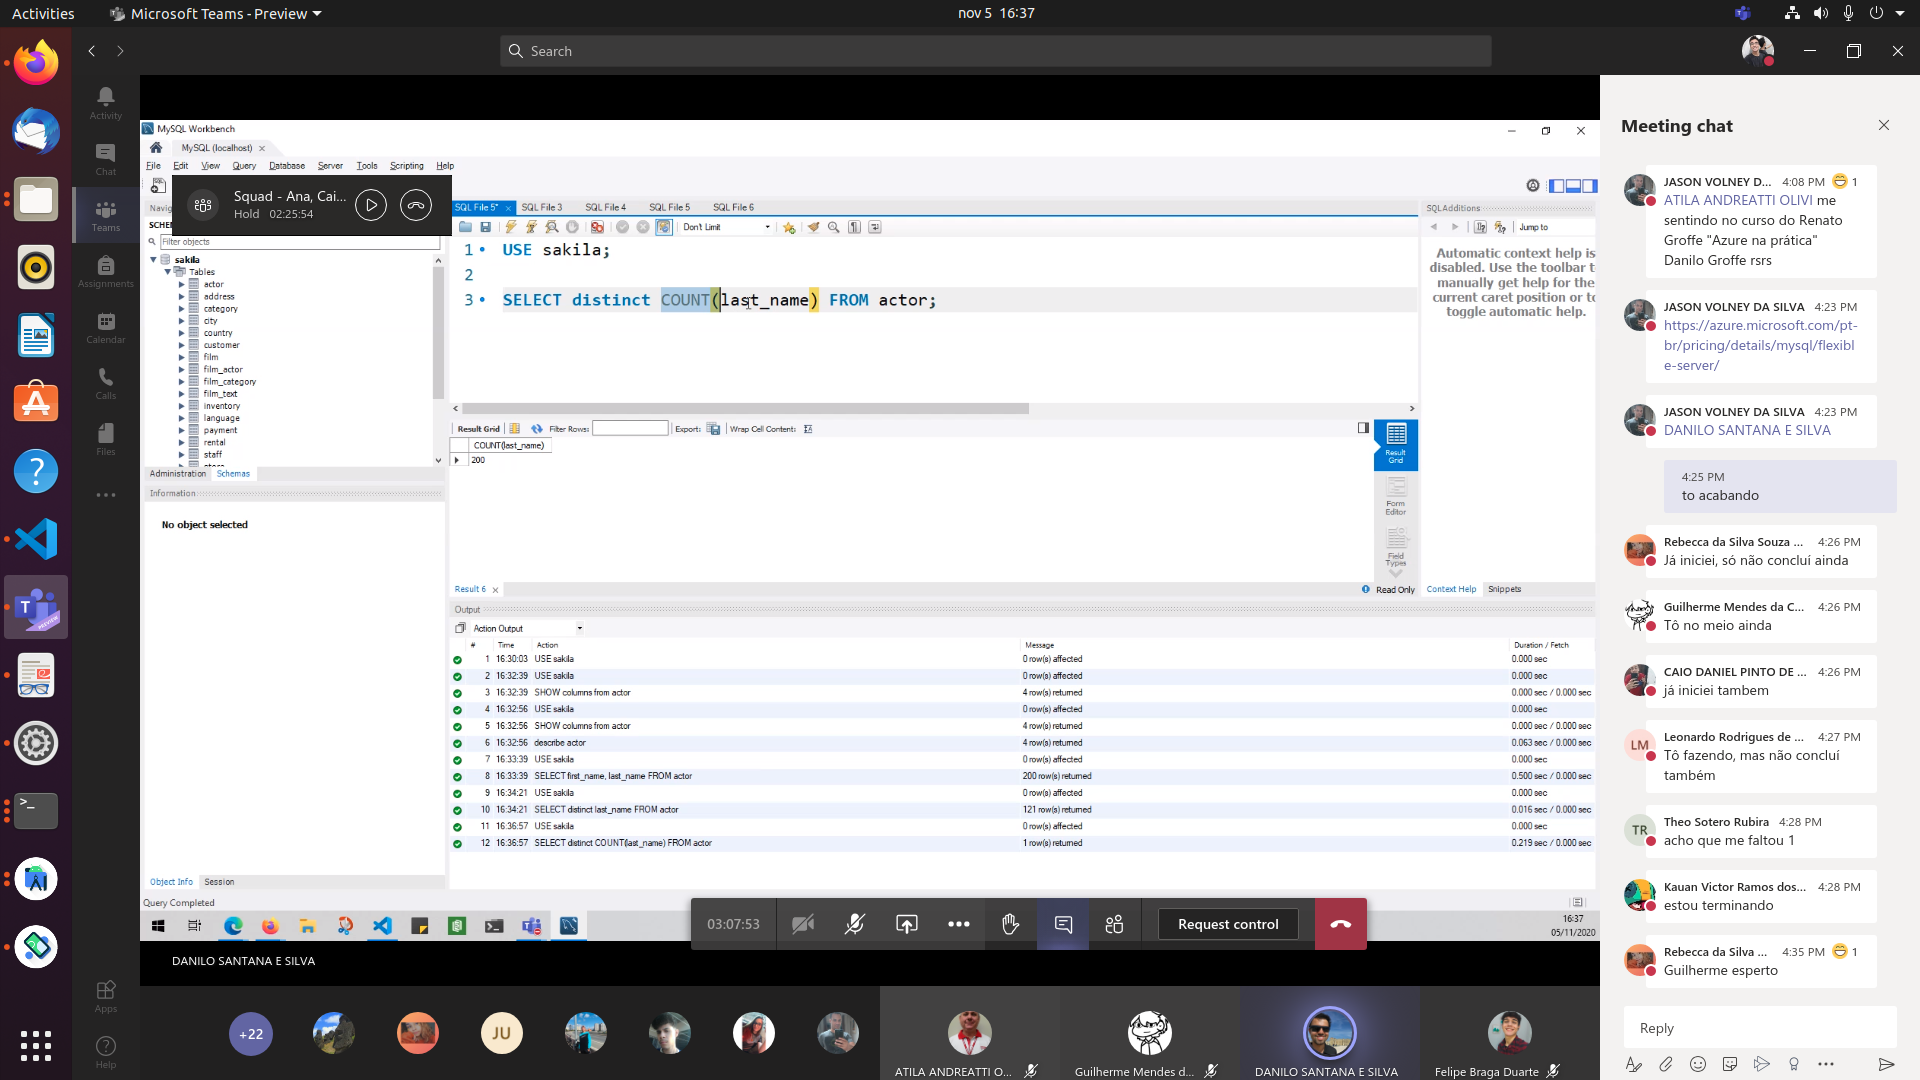 Activities
Microsoft Teams - Preview
nov 5 16:37
Search
Activity
Chat
Teams
Assignments
Calendar
Calls
Files
Apps
Help
MySQL Workbench
MySQL (localhost)
File Edit View Query Database Server Tools Scripting Help
Squad - Ana, Cai...
Hold 02:25:54
Filter objects
sakila
Tables
actor
address
category
city
country
customer
film
film_actor
film_category
film_text
inventory
language
payment
rental
staff
Administration Schemas
Information
No object selected
Object Info Session
Query Completed
SQL File 5* SQL File 3 SQL File 4 SQL File 5 SQL File 6
Don't Limit
1 USE sakila;
2
3 SELECT distinct COUNT(last_name) FROM actor;
Result Grid Filter Rows: Export: Wrap Cell Content:
COUNT(last_name)
200
Result Grid
Form Editor
Field Types
Result 6
Read Only
SQLAdditions
Jump to
Automatic context help is
disabled. Use the toolbar t
manually get help for the
current caret position or to
toggle automatic help.
Context Help Snippets
Output
Action Output
# Time Action Message Duration / Fetch
1 16:30:03 USE sakila 0 row(s) affected 0.000 sec
2 16:32:39 USE sakila 0 row(s) affected 0.000 sec
3 16:32:39 SHOW columns from actor 4 row(s) returned 0.000 sec / 0.000 sec
4 16:32:56 USE sakila 0 row(s) affected 0.000 sec
5 16:32:56 SHOW columns from actor 4 row(s) returned 0.000 sec / 0.000 sec
6 16:32:56 describe actor 4 row(s) returned 0.063 sec / 0.000 sec
7 16:33:39 USE sakila 0 row(s) affected 0.000 sec
8 16:33:39 SELECT first_name, last_name FROM actor 200 row(s) returned 0.500 sec / 0.000 sec
9 16:34:21 USE sakila 0 row(s) affected 0.000 sec
10 16:34:21 SELECT distinct last_name FROM actor 121 row(s) returned 0.016 sec / 0.000 sec
11 16:36:57 USE sakila 0 row(s) affected 0.000 sec
12 16:36:57 SELECT distinct COUNT(last_name) FROM actor 1 row(s) returned 0.219 sec / 0.000 sec
03:07:53
Request control
16:37
05/11/2020
DANILO SANTANA E SILVA
+22
JU
ATILA ANDREATTI O...
Guilherme Mendes d...
DANILO SANTANA E SILVA
Felipe Braga Duarte
Meeting chat
JASON VOLNEY D... 4:08 PM 1
ATILA ANDREATTI OLIVI me
sentindo no curso do Renato
Groffe "Azure na prática"
Danilo Groffe rsrs
JASON VOLNEY DA SILVA 4:23 PM
https://azure.microsoft.com/pt-
br/pricing/details/mysql/flexibl
e-server/
JASON VOLNEY DA SILVA 4:23 PM
DANILO SANTANA E SILVA
4:25 PM
to acabando
Rebecca da Silva Souza ... 4:26 PM
Já iniciei, só não concluí ainda
Guilherme Mendes da C... 4:26 PM
Tô no meio ainda
CAIO DANIEL PINTO DE ... 4:26 PM
já iniciei tambem
LM
Leonardo Rodrigues de ... 4:27 PM
Tô fazendo, mas não concluí
também
TR
Theo Sotero Rubira 4:28 PM
acho que me faltou 1
Kauan Victor Ramos dos... 4:28 PM
estou terminando
Rebecca da Silva ... 4:35 PM 1
Guilherme esperto
Reply